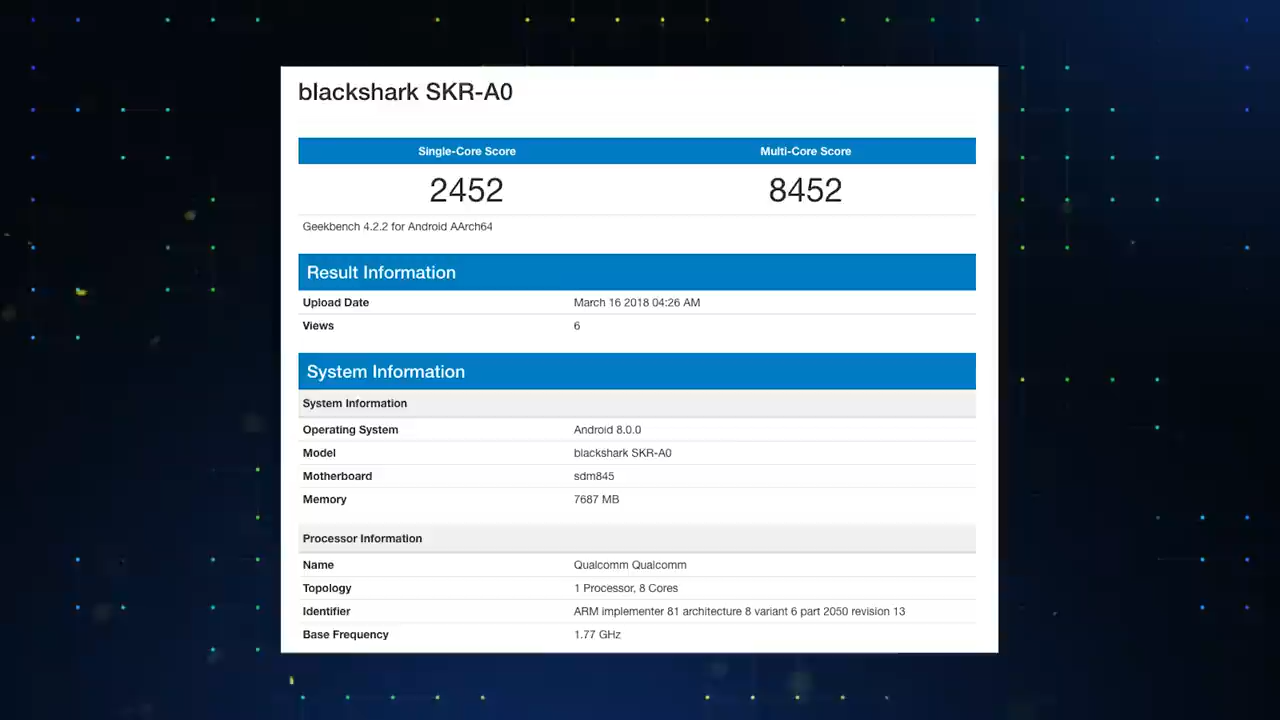 blackshark SKR-A0
Single-Core Score Multi-Core Score
2452 8452
Geekbench 4.2.2 for Android AArch64
Result Information
Upload Date March 16 2018 04:26 AM
Views 6
System Information
System Information
Operating System Android 8.0.0
Model blackshark SKR-A0
Motherboard sdm845
Memory 7687 MB
Processor Information
Name Qualcomm Qualcomm
Topology 1 Processor, 8 Cores
Identifier ARM implementer 81 architecture 8 variant 6 part 2050 revision 13
Base Frequency 1.77 GHz